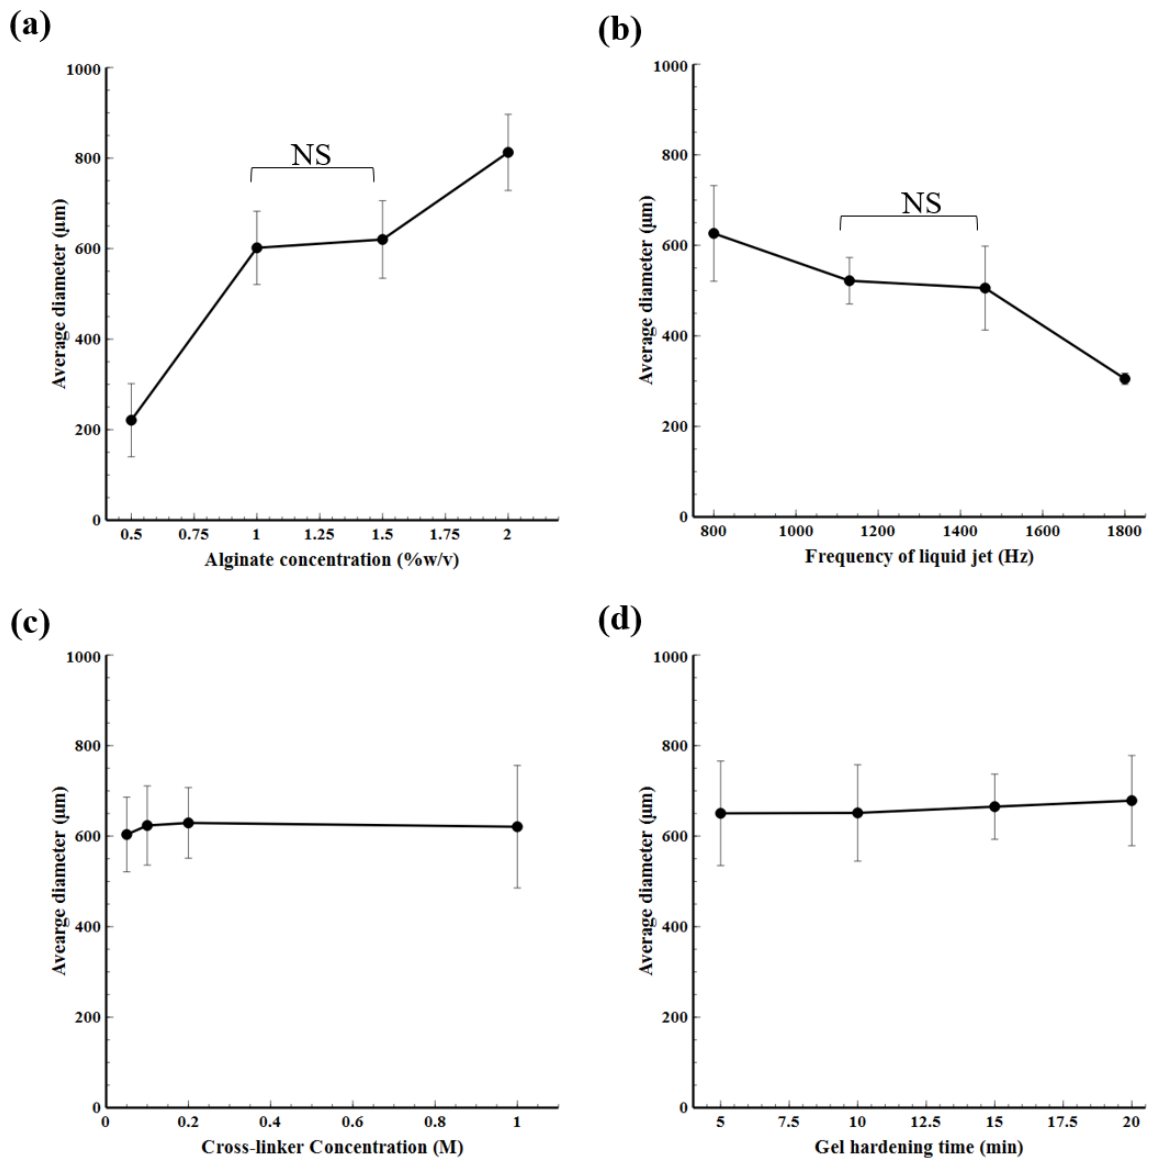 (a)
1000
800
600
400
200
0
NS
Average diameter (μm)
0.5 0.75 1 1.25 1.5 1.75 2
Alginate concentration (%w/v)
(b)
1000
800
600
400
200
0
NS
Average diameter (μm)
800 1000 1200 1400 1600 1800
Frequency of liquid jet (Hz)
(c)
1000
800
600
400
200
0
Avearge diameter (μm)
0 0.2 0.4 0.6 0.8 1
Cross-linker Concentration (M)
(d)
1000
800
600
400
200
0
Average diameter (μm)
5 7.5 10 12.5 15 17.5 20
Gel hardening time (min)